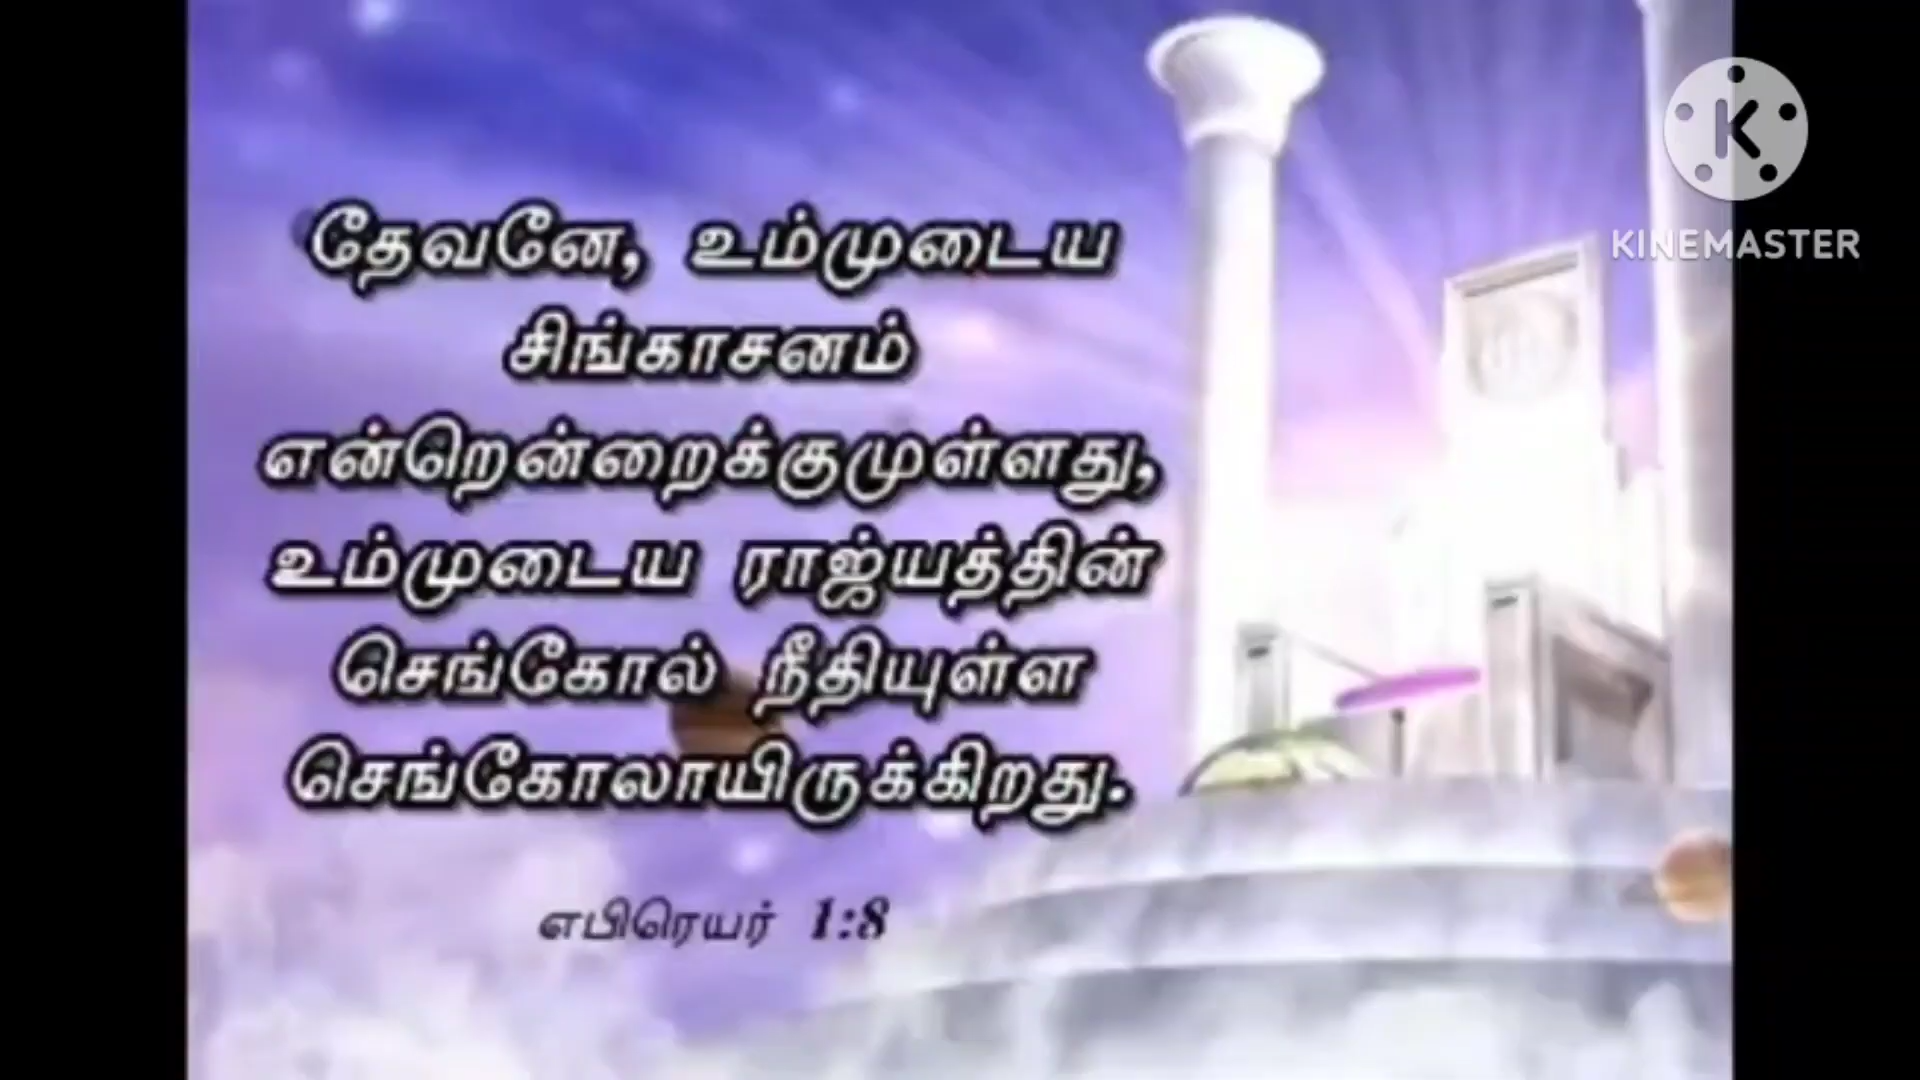 தேவனே, உம்முடைய
சிங்காசனம்
என்றென்றைக்குமுள்ளது,
உம்முடைய ராஜ்யத்தின்
செங்கோல் நீதியுள்ள
செங்கோலாயிருக்கிறது.
எபிரெயர் 1:8
K
KINEMASTER